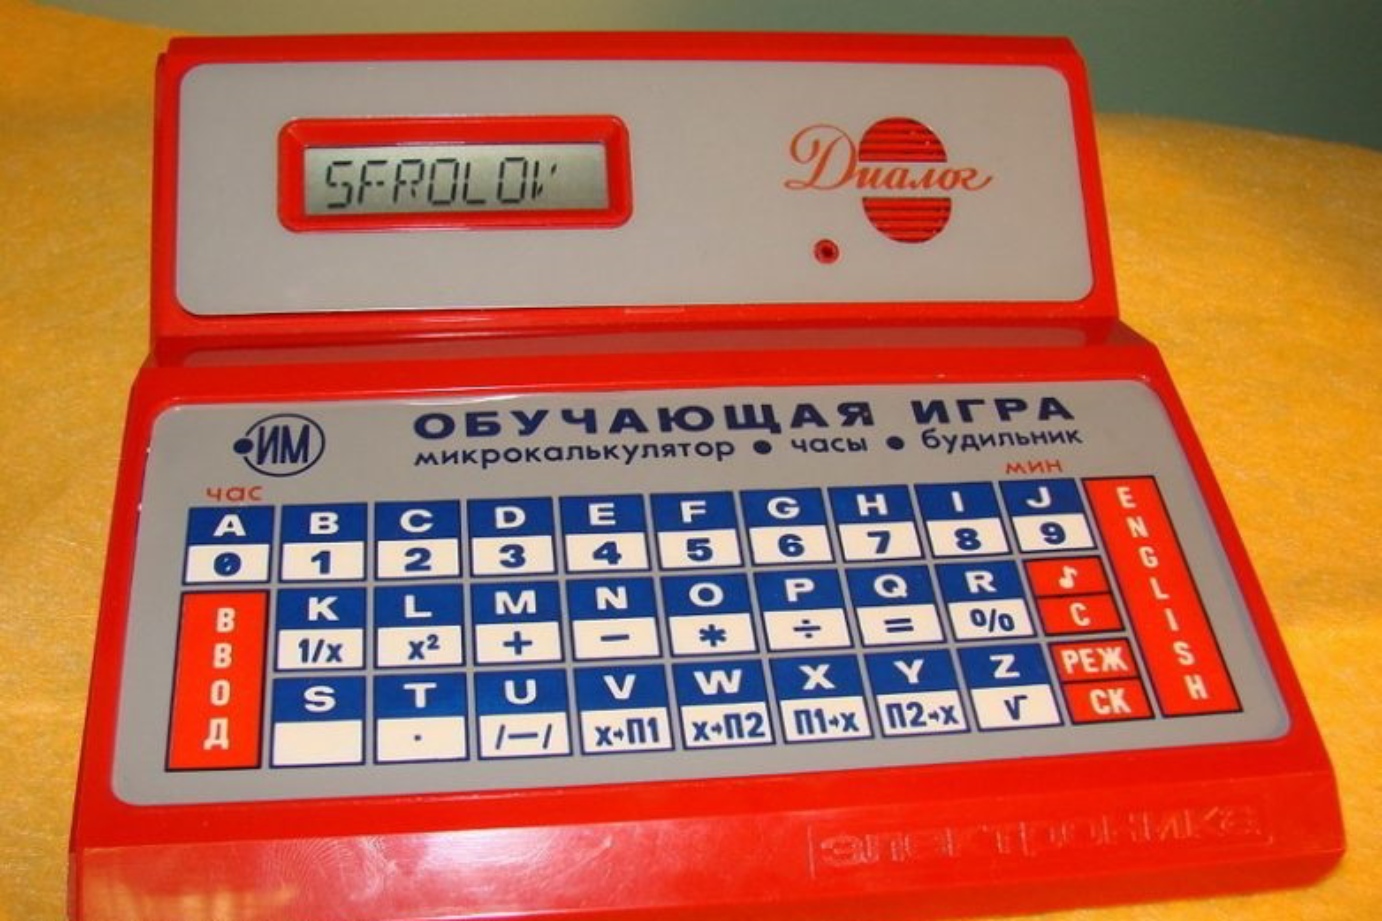 SFROLOV
Диалог
ИМ
ОБУЧАЮЩАЯ ИГРА
микрокалькулятор • часы • будильник
час мин
A B C D E F G H I J
0 1 2 3 4 5 6 7 8 9
ENGLISH
ВВОД
K L M N O P Q R ♪
1/x x² + − * ÷ = % C
S T U V W X Y Z РЕЖ
. /—/ x→П1 x→П2 П1→x П2→x √ СК
ЭЛЕКТРОНИКА